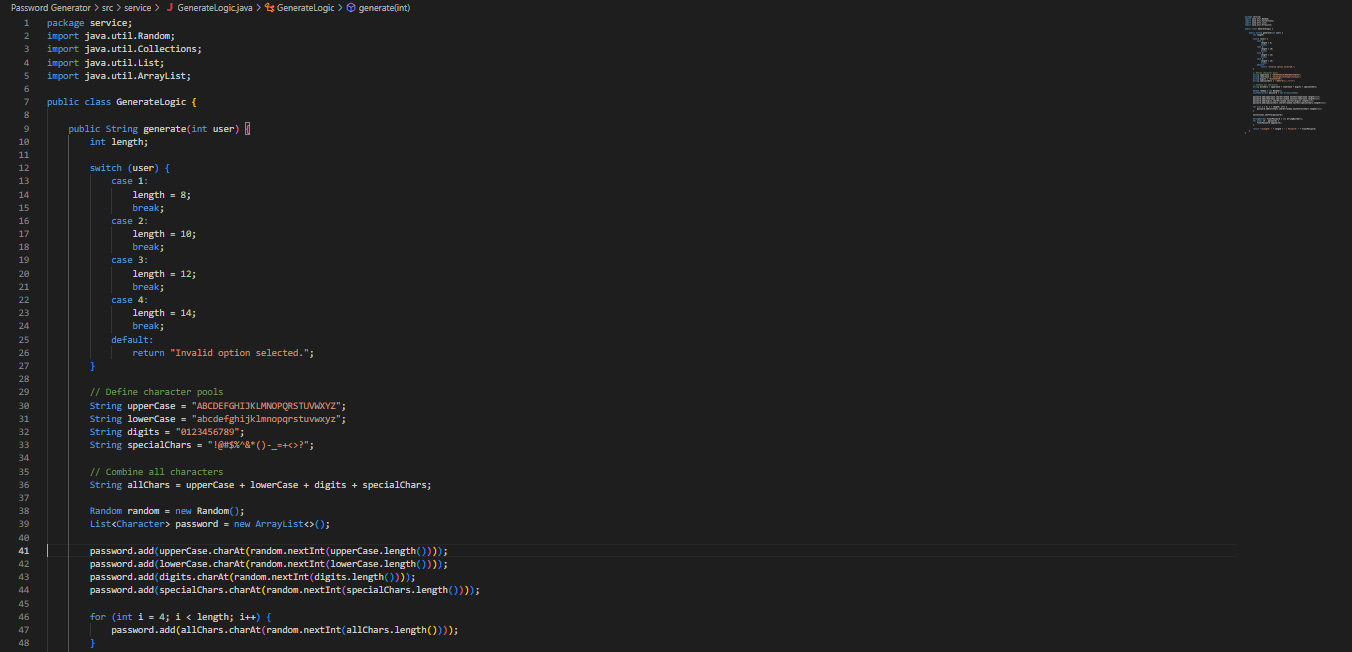 Password Generator > src > service > J GenerateLogic.java > GenerateLogic > generate(int)
1 package service;
2 import java.util.Random;
3 import java.util.Collections;
4 import java.util.List;
5 import java.util.ArrayList;
6
7 public class GenerateLogic {
8
9 public String generate(int user) {
10 int length;
11
12 switch (user) {
13 case 1:
14 length = 8;
15 break;
16 case 2:
17 length = 10;
18 break;
19 case 3:
20 length = 12;
21 break;
22 case 4:
23 length = 14;
24 break;
25 default:
26 return "Invalid option selected.";
27 }
28
29 // Define character pools
30 String upperCase = "ABCDEFGHIJKLMNOPQRSTUVWXYZ";
31 String lowerCase = "abcdefghijklmnopqrstuvwxyz";
32 String digits = "0123456789";
33 String specialChars = "!@#$%^&*()-_=+<>?";
34
35 // Combine all characters
36 String allChars = upperCase + lowerCase + digits + specialChars;
37
38 Random random = new Random();
39 List<Character> password = new ArrayList<>();
40
41 password.add(upperCase.charAt(random.nextInt(upperCase.length())));
42 password.add(lowerCase.charAt(random.nextInt(lowerCase.length())));
43 password.add(digits.charAt(random.nextInt(digits.length())));
44 password.add(specialChars.charAt(random.nextInt(specialChars.length())));
45
46 for (int i = 4; i < length; i++) {
47 password.add(allChars.charAt(random.nextInt(allChars.length())));
48 }